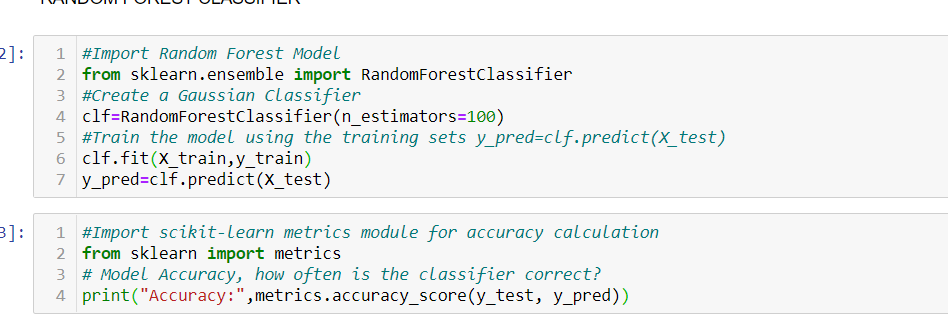 RANDOM FOREST CLASSIFIER
2]:
1 #Import Random Forest Model
2 from sklearn.ensemble import RandomForestClassifier
3 #Create a Gaussian Classifier
4 clf=RandomForestClassifier(n_estimators=100)
5 #Train the model using the training sets y_pred=clf.predict(X_test)
6 clf.fit(X_train,y_train)
7 y_pred=clf.predict(X_test)
3]:
1 #Import scikit-learn metrics module for accuracy calculation
2 from sklearn import metrics
3 # Model Accuracy, how often is the classifier correct?
4 print("Accuracy:",metrics.accuracy_score(y_test, y_pred))